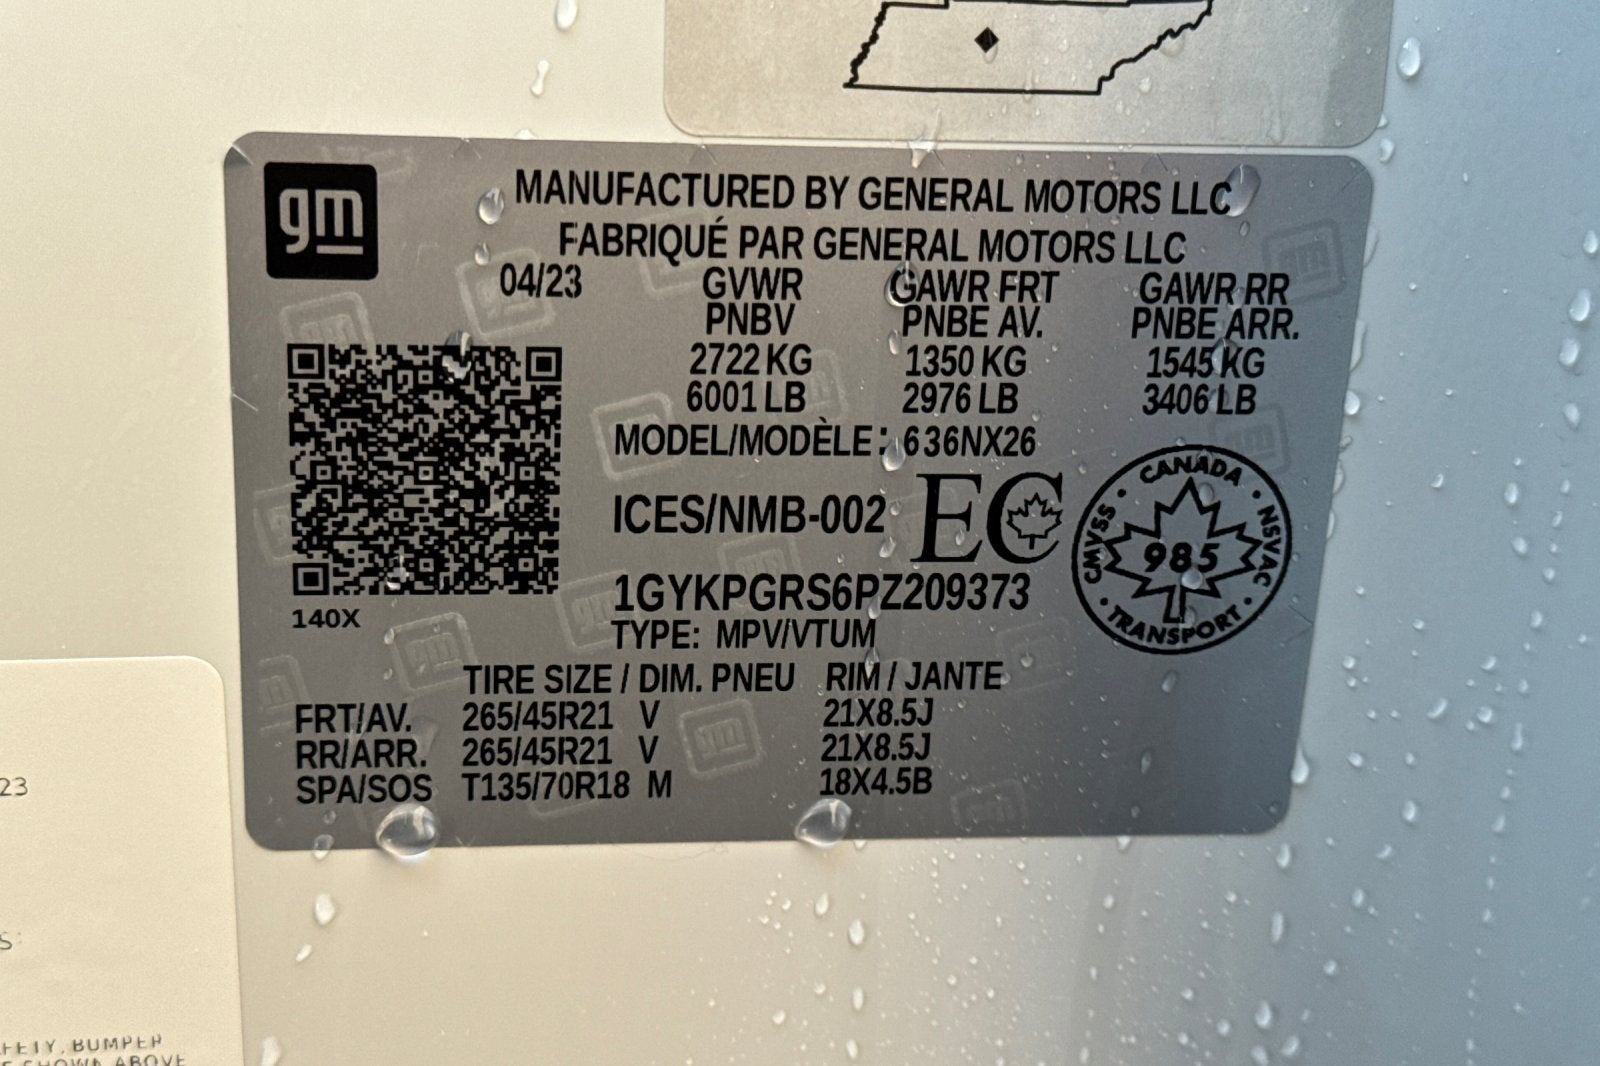 gm
MANUFACTURED BY GENERAL MOTORS LLC
FABRIQUÉ PAR GENERAL MOTORS LLC
04/23 GVWR GAWR FRT GAWR RR
PNBV PNBE AV. PNBE ARR.
2722 KG 1350 KG 1545 KG
6001 LB 2976 LB 3406 LB
MODEL/MODÈLE: 636NX26
ICES/NMB-002 EC
CANADA
CMVSS 985 NSVAC
TRANSPORT
1GYKPGRS6PZ209373
140X
TYPE: MPV/VTUM
TIRE SIZE / DIM. PNEU RIM / JANTE
FRT/AV. 265/45R21 V 21X8.5J
RR/ARR. 265/45R21 V 21X8.5J
SPA/SOS T135/70R18 M 18X4.5B
23
S:
FETY, BUMPER
SHOWN ABOVE